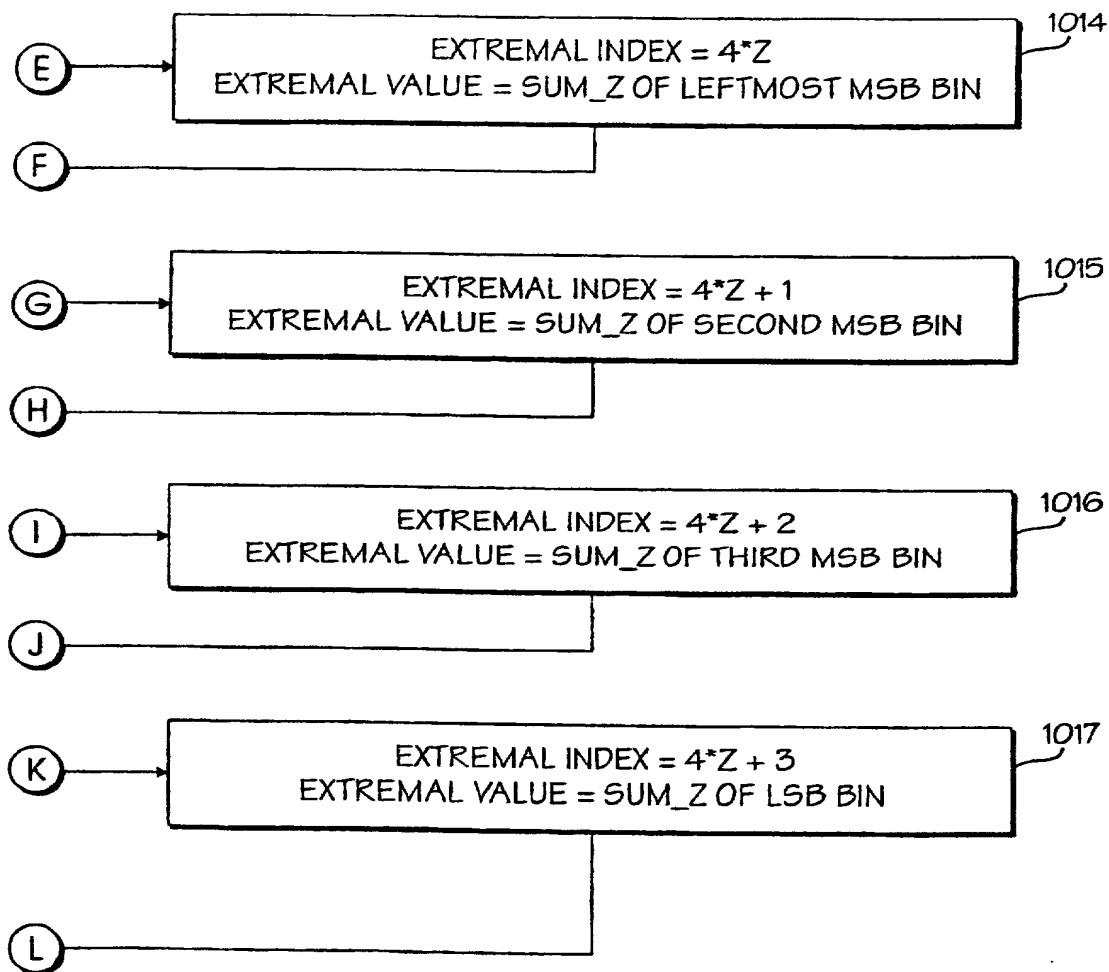 1014
E
EXTREMAL INDEX = 4*Z
EXTREMAL VALUE = SUM_Z OF LEFTMOST MSB BIN
F
1015
G
EXTREMAL INDEX = 4*Z + 1
EXTREMAL VALUE = SUM_Z OF SECOND MSB BIN
H
1016
I
EXTREMAL INDEX = 4*Z + 2
EXTREMAL VALUE = SUM_Z OF THIRD MSB BIN
J
1017
K
EXTREMAL INDEX = 4*Z + 3
EXTREMAL VALUE = SUM_Z OF LSB BIN
L